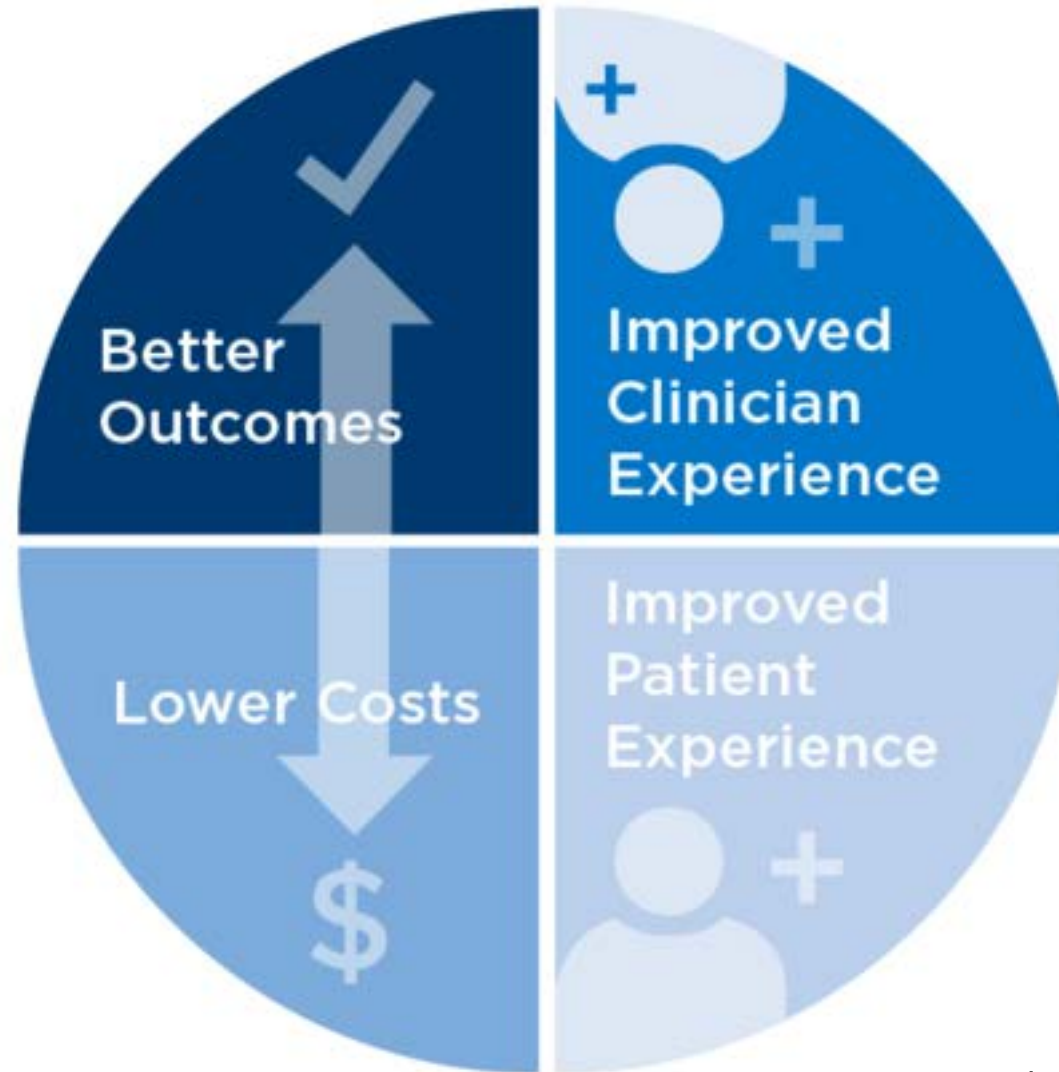 Better
Outcomes
Improved
Clinician
Experience
Lower Costs
$
Improved
Patient
Experience